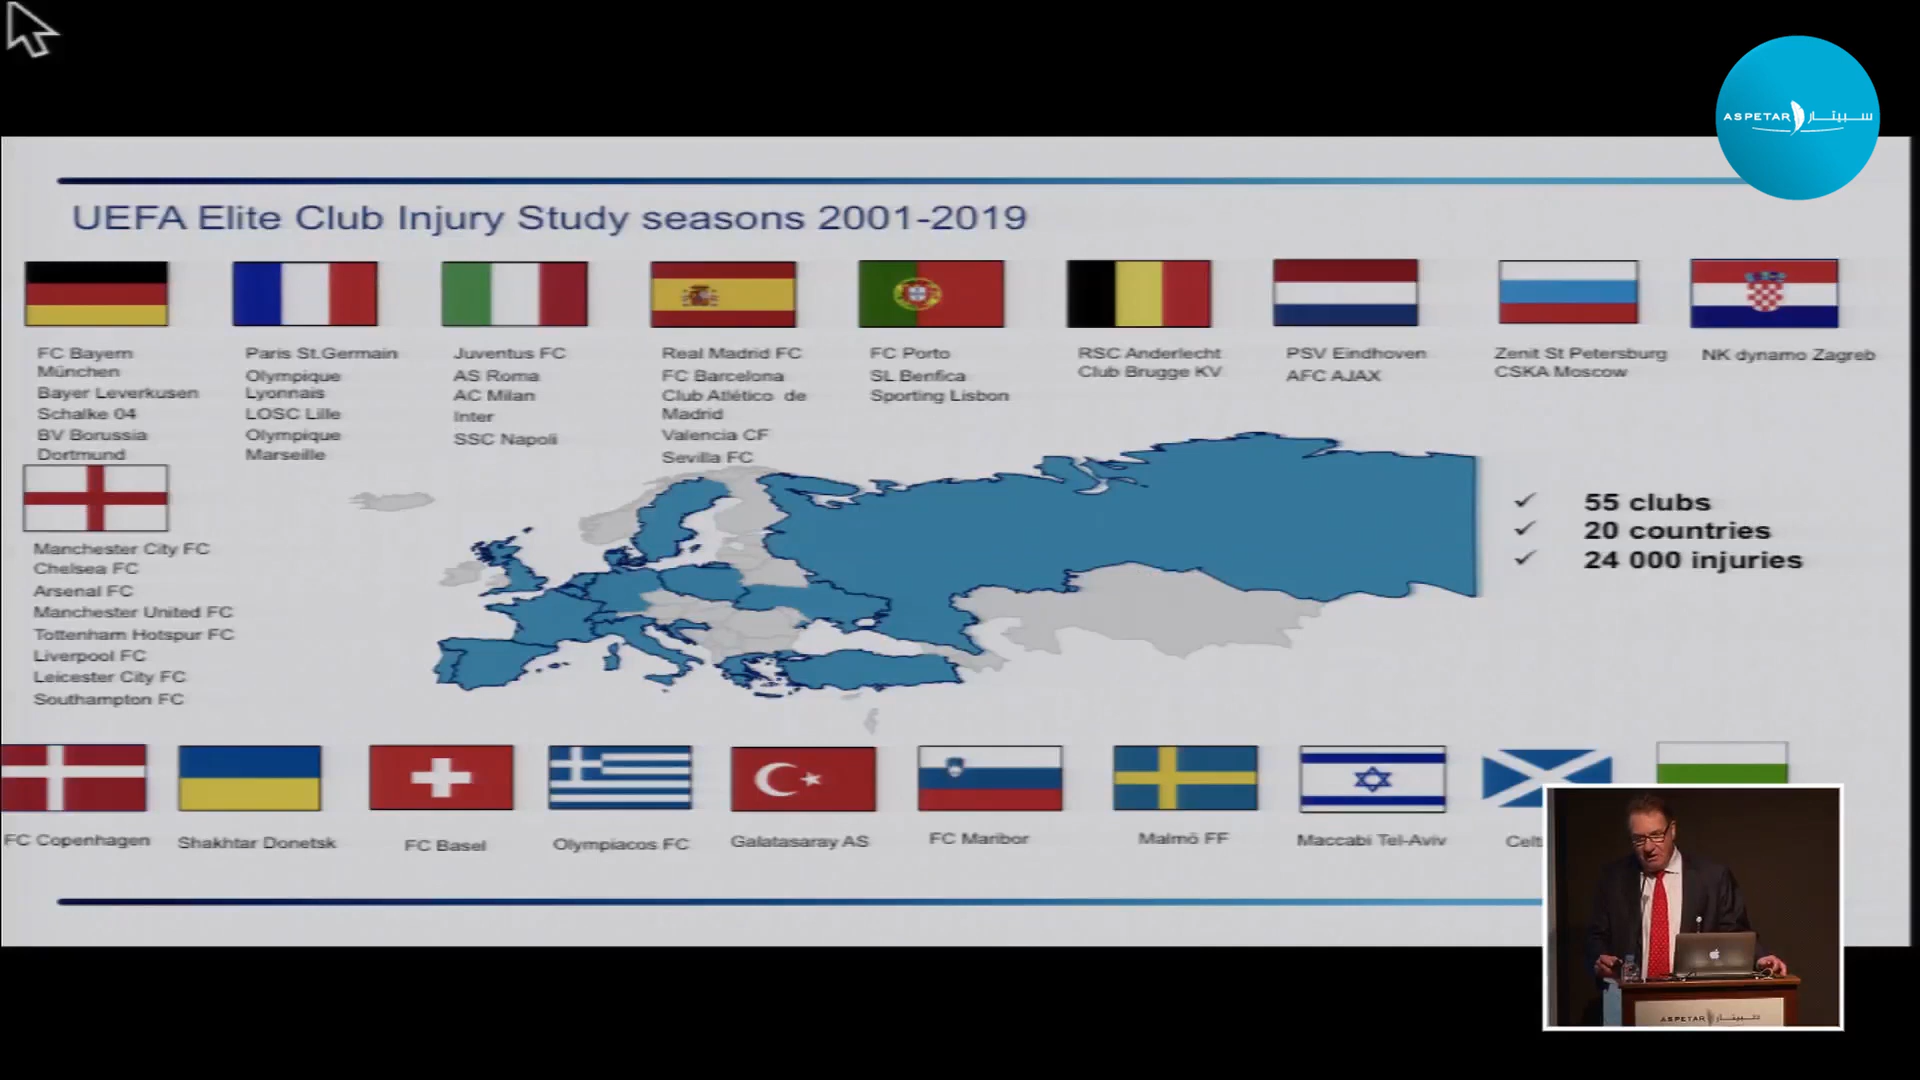 ASPETAR سبيتار
UEFA Elite Club Injury Study seasons 2001-2019
FC Bayern
München
Bayer Leverkusen
Schalke 04
BV Borussia
Dortmund
Paris St.Germain
Olympique
Lyonnais
LOSC Lille
Olympique
Marseille
Juventus FC
AS Roma
AC Milan
Inter
SSC Napoli
Real Madrid FC
FC Barcelona
Club Atlético de
Madrid
Valencia CF
Sevilla FC
FC Porto
SL Benfica
Sporting Lisbon
RSC Anderlecht
Club Brugge KV
PSV Eindhoven
AFC AJAX
Zenit St Petersburg
CSKA Moscow
NK dynamo Zagreb
Manchester City FC
Chelsea FC
Arsenal FC
Manchester United FC
Tottenham Hotspur FC
Liverpool FC
Leicester City FC
Southampton FC
✓ 55 clubs
✓ 20 countries
✓ 24 000 injuries
FC Copenhagen
Shakhtar Donetsk
FC Basel
Olympiacos FC
Galatasaray AS
FC Maribor
Malmö FF
Maccabi Tel-Aviv
ASPETAR سبيتار